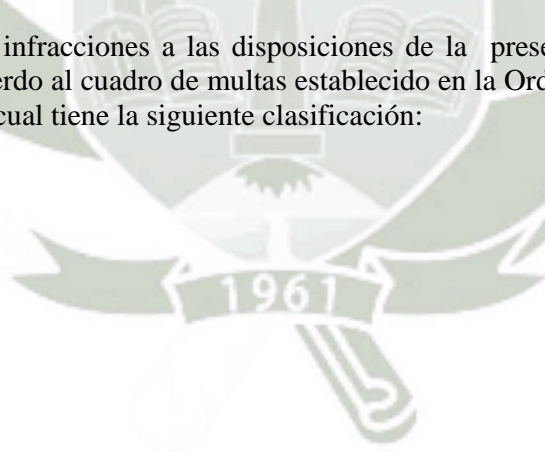 infracciones a las disposiciones de la prese
erdo al cuadro de multas establecido en la Ord
cual tiene la siguiente clasificación:
1961